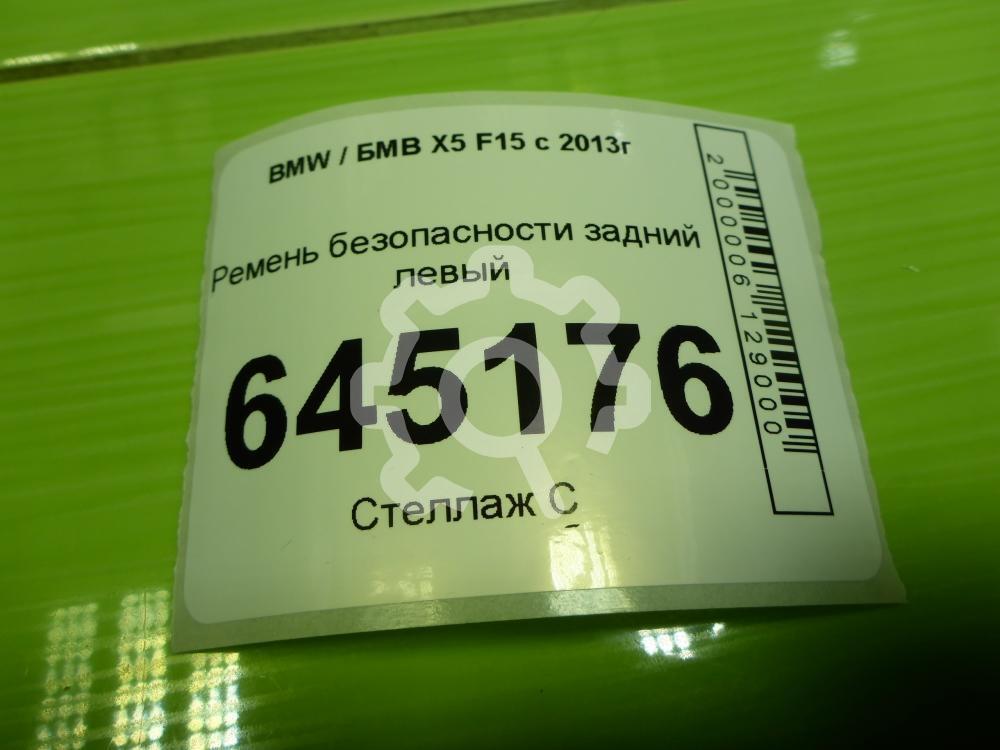 BMW / БМВ X5 F15 с 2013г
Ремень безопасности задний
левый
645176
Стеллаж С
2000006129000